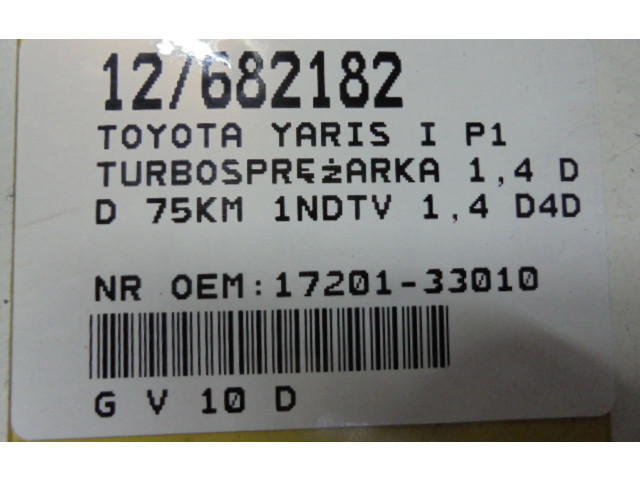 12/682182
TOYOTA YARIS I P1
TURBOSPRĘżARKA 1,4 D
D 75KM 1NDTV 1,4 D4D
NR OEM:17201-33010
G V 10 D